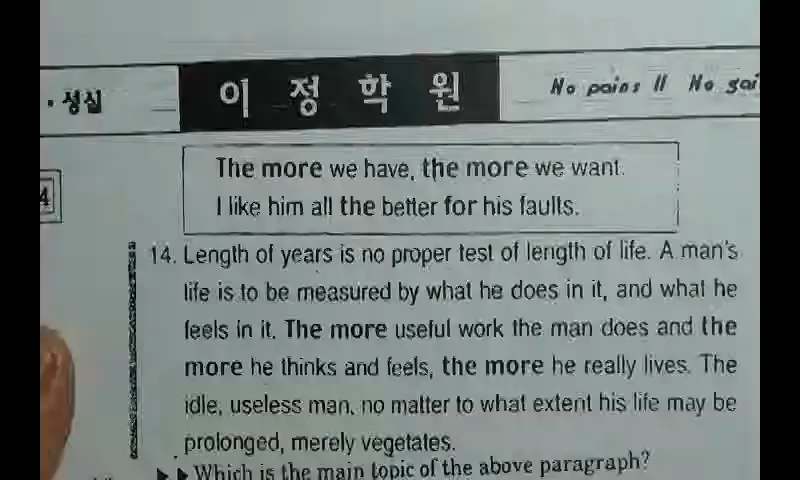 · 성실 이정학원 No pains !! No gai
The more we have, the more we want.
4
I like him all the better for his faults.
14. Length of years is no proper test of length of life. A man's
life is to be measured by what he does in it, and what he
feels in it. The more useful work the man does and the
more he thinks and feels, the more he really lives. The
idle, useless man, no matter to what extent his life may be
prolonged, merely vegetates.
▶▶ Which is the main topic of the above paragraph?